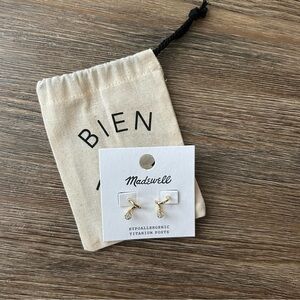 BIEN
Madewell
HYPOALLERGENIC
TITANIUM POSTS